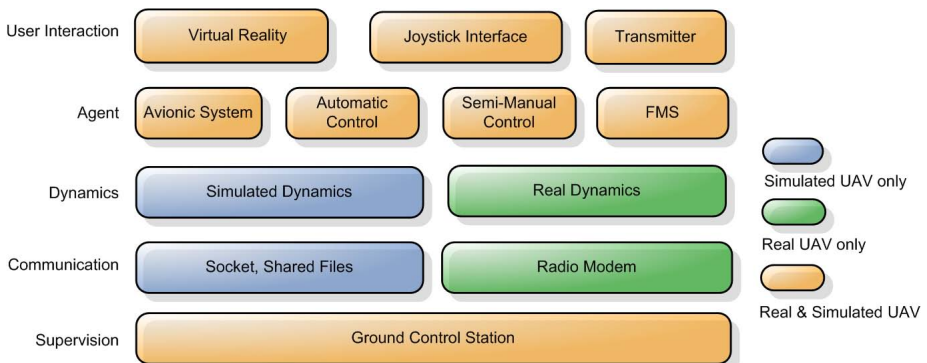 User Interaction
Virtual Reality
Joystick Interface
Transmitter
Agent
Avionic System
Automatic
Control
Semi-Manual
Control
FMS
Dynamics
Simulated Dynamics
Real Dynamics
Communication
Socket, Shared Files
Radio Modem
Supervision
Ground Control Station
Simulated UAV only
Real UAV only
Real & Simulated UAV